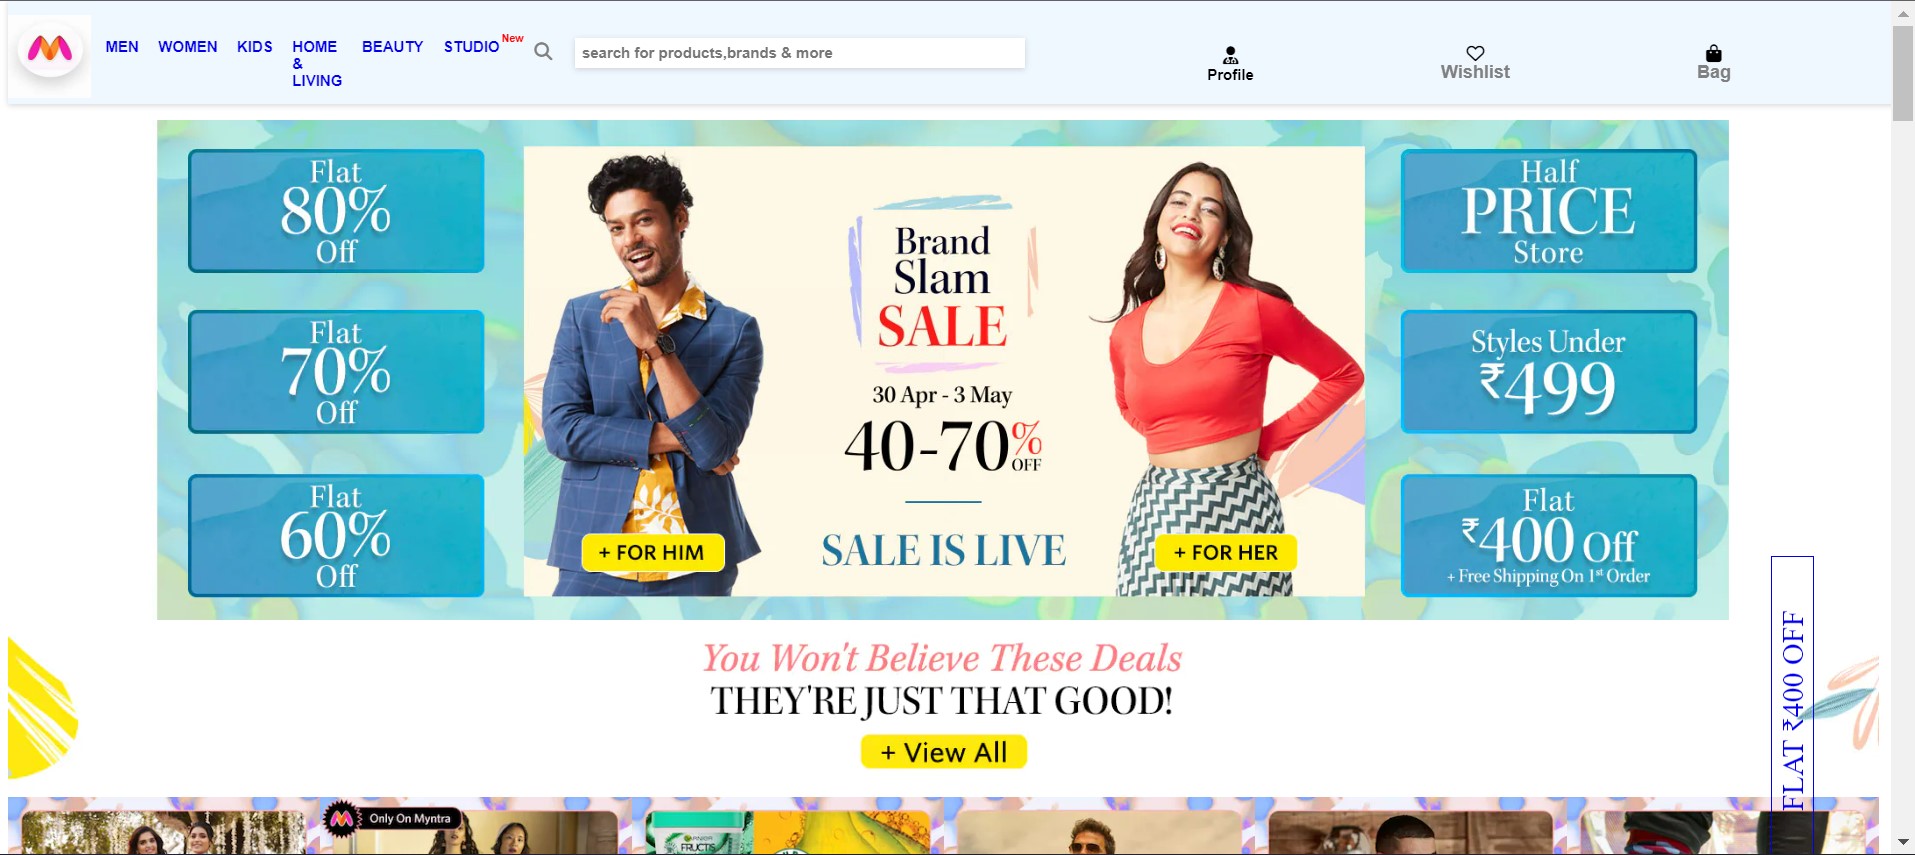 MEN WOMEN KIDS HOME & LIVING BEAUTY STUDIO New
search for products,brands & more
Profile
Wishlist
Bag
Flat
80%
Off
Flat
70%
Off
Flat
60%
Off
Brand
Slam
SALE
30 Apr - 3 May
40-70%
OFF
SALE IS LIVE
+ FOR HIM
+ FOR HER
Half
PRICE
Store
Styles Under
₹499
Flat
₹400 Off
+ Free Shipping On 1st Order
You Won't Believe These Deals
THEY'RE JUST THAT GOOD!
+ View All
FLAT ₹400 OFF
Only On Myntra
GARNIER
FRUCTIS